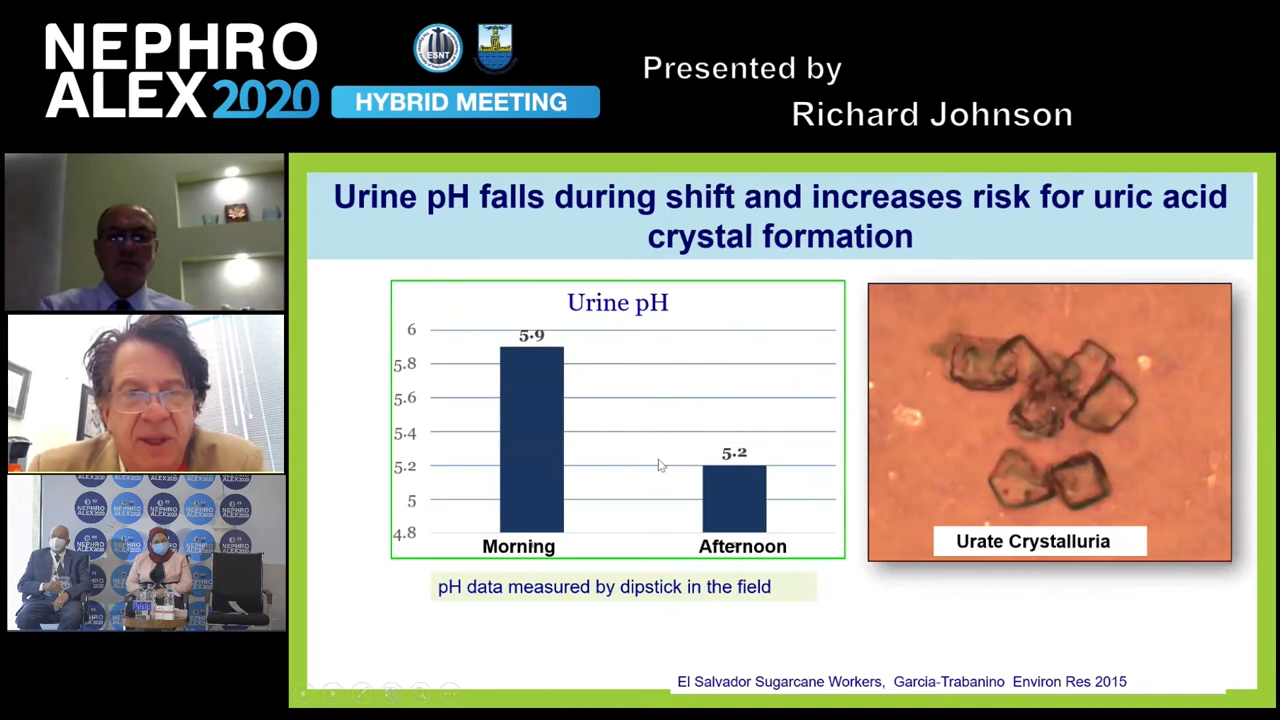 NEPHRO
ALEX 2020
HYBRID MEETING
ESNT
Presented by
Richard Johnson
Urine pH falls during shift and increases risk for uric acid
crystal formation
Urine pH
6
5.8
5.6
5.4
5.2
5
4.8
5.9
5.2
Morning
Afternoon
pH data measured by dipstick in the field
Urate Crystalluria
El Salvador Sugarcane Workers, Garcia-Trabanino Environ Res 2015
NEPHRO
ALEX2020